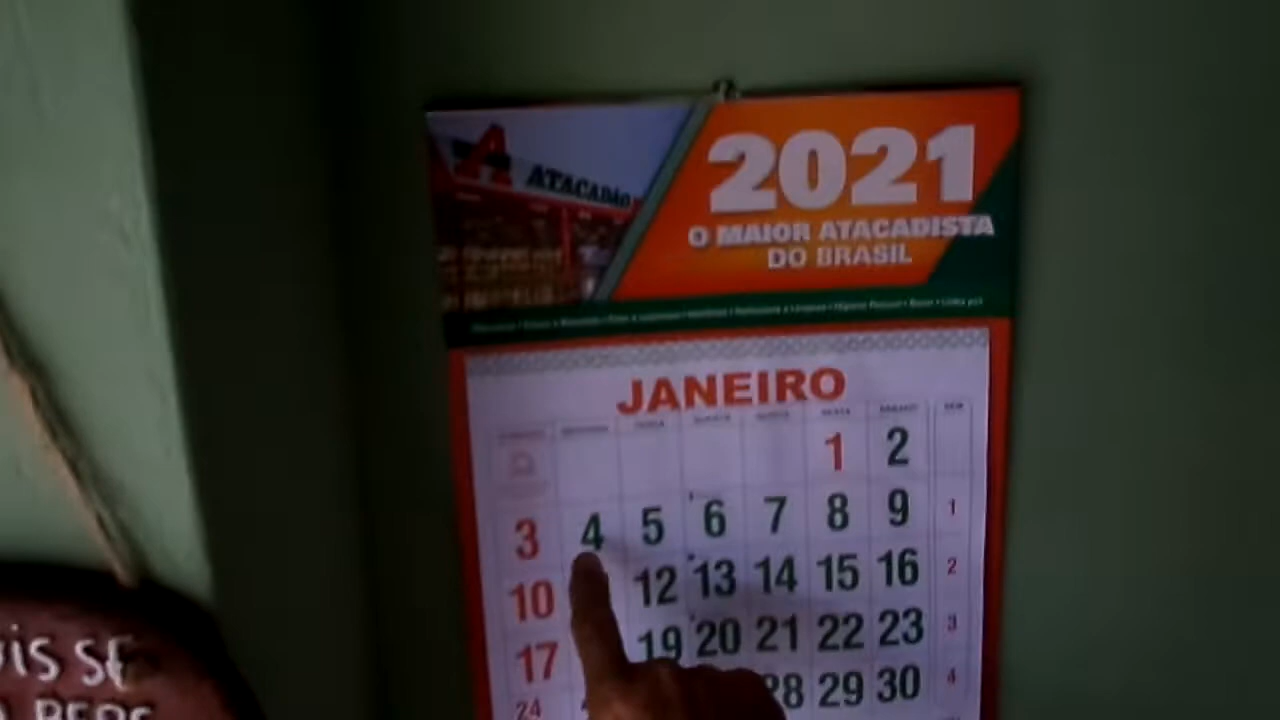 A ATACADÃO
2021
O MAIOR ATACADISTA
DO BRASIL
JANEIRO
D
1 2
3 4 5 6 7 8 9 1
10 12 13 14 15 16 2
17 19 20 21 22 23 3
24 28 29 30 4